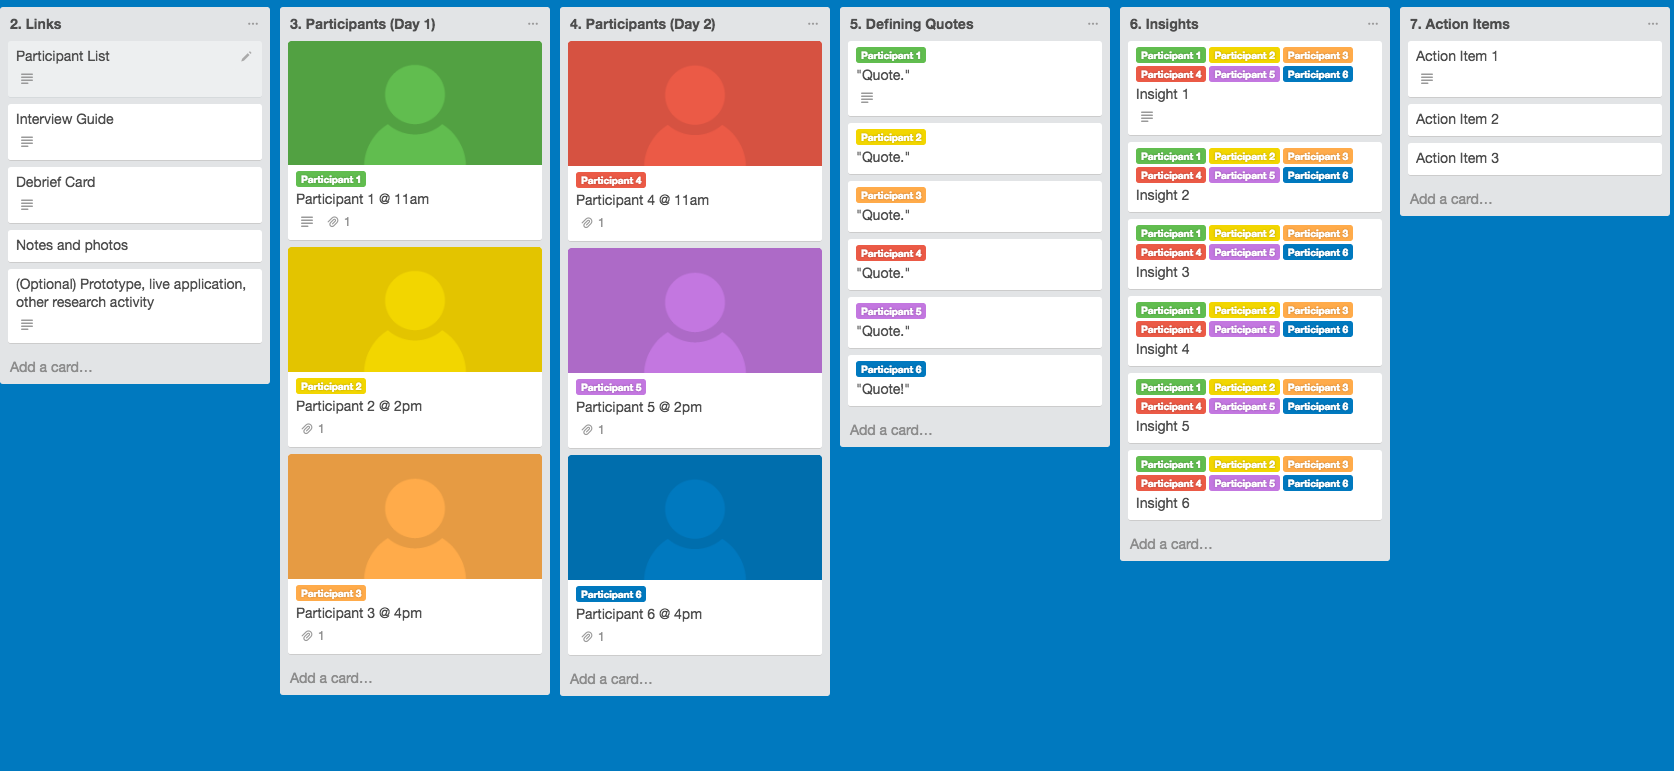 2. Links
Participant List
Interview Guide
Debrief Card
Notes and photos
(Optional) Prototype, live application,
other research activity
Add a card...
3. Participants (Day 1)
Participant 1
Participant 1 @ 11am
1
Participant 2
Participant 2 @ 2pm
1
Participant 3
Participant 3 @ 4pm
1
Add a card...
4. Participants (Day 2)
Participant 4
Participant 4 @ 11am
1
Participant 5
Participant 5 @ 2pm
1
Participant 6
Participant 6 @ 4pm
1
Add a card...
5. Defining Quotes
Participant 1
"Quote."
Participant 2
"Quote."
Participant 3
"Quote."
Participant 4
"Quote."
Participant 5
"Quote."
Participant 6
"Quote!"
Add a card...
6. Insights
Participant 1 Participant 2 Participant 3
Participant 4 Participant 5 Participant 6
Insight 1
Participant 1 Participant 2 Participant 3
Participant 4 Participant 5 Participant 6
Insight 2
Participant 1 Participant 2 Participant 3
Participant 4 Participant 5 Participant 6
Insight 3
Participant 1 Participant 2 Participant 3
Participant 4 Participant 5 Participant 6
Insight 4
Participant 1 Participant 2 Participant 3
Participant 4 Participant 5 Participant 6
Insight 5
Participant 1 Participant 2 Participant 3
Participant 4 Participant 5 Participant 6
Insight 6
Add a card...
7. Action Items
Action Item 1
Action Item 2
Action Item 3
Add a card...